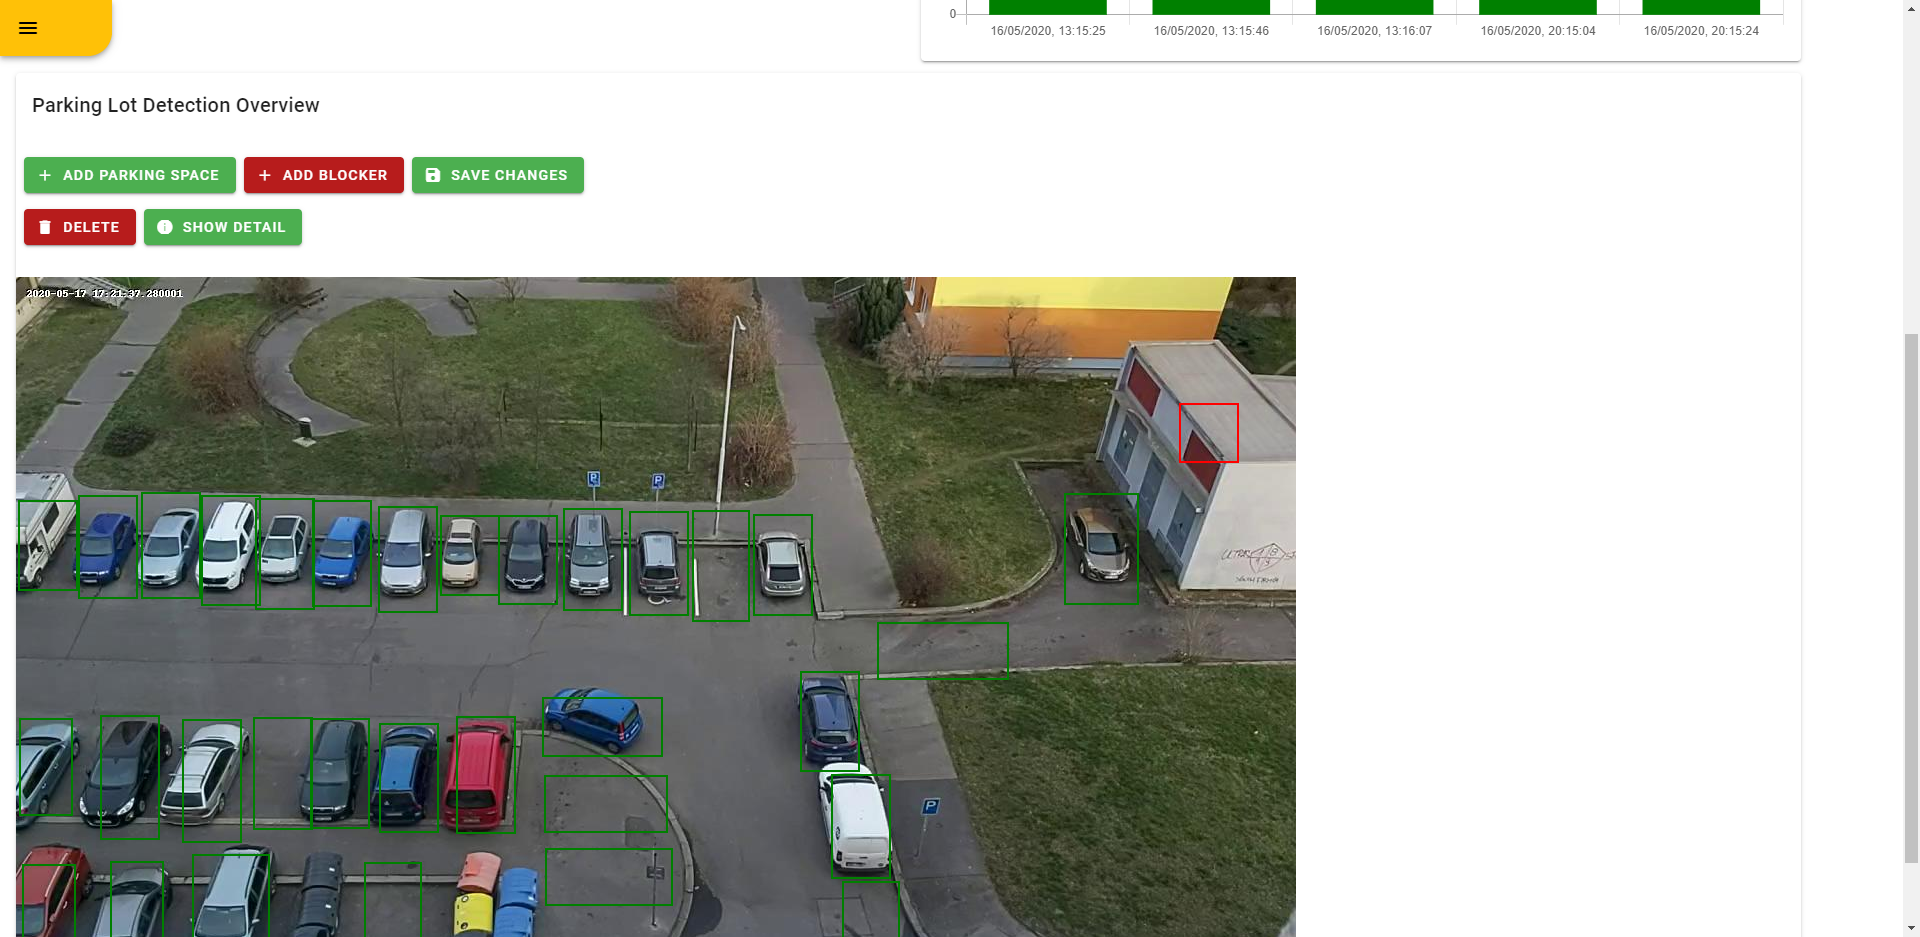 0
16/05/2020, 13:15:25
16/05/2020, 13:15:46
16/05/2020, 13:16:07
16/05/2020, 20:15:04
16/05/2020, 20:15:24
Parking Lot Detection Overview
ADD PARKING SPACE
ADD BLOCKER
SAVE CHANGES
DELETE
SHOW DETAIL
2020-05-17 17:21:37.280001
P
P
P